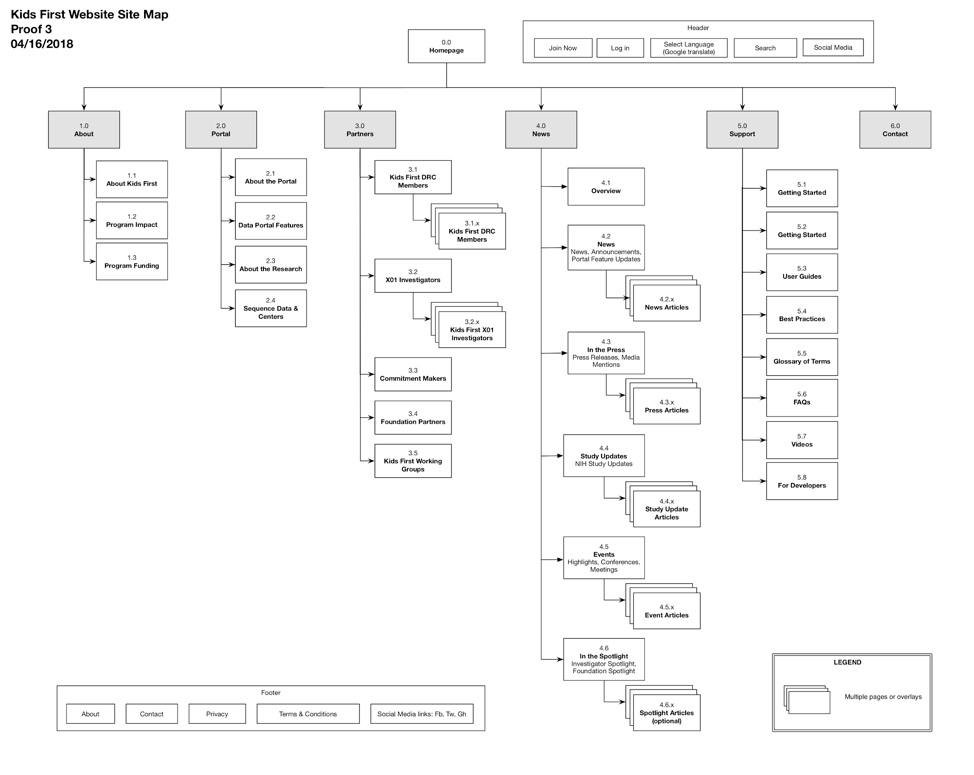 Kids First Website Site Map
Proof 3
04/16/2018
0.0
Homepage
Header
Join Now
Log in
Select Language
(Google translate)
Search
Social Media
1.0
About
2.0
Portal
3.0
Partners
4.0
News
5.0
Support
6.0
Contact
1.1
About Kids First
1.2
Program Impact
1.3
Program Funding
2.1
About the Portal
2.2
Data Portal Features
2.3
About the Research
2.4
Sequence Data &
Centers
3.1
Kids First DRC
Members
3.1.x
Kids First DRC
Members
3.2
X01 Investigators
3.2.x
Kids First X01
Investigators
3.3
Commitment Makers
3.4
Foundation Partners
3.5
Kids First Working
Groups
4.1
Overview
4.2
News
News, Announcements,
Portal Feature Updates
4.2.x
News Articles
4.3
In the Press
Press Releases, Media
Mentions
4.3.x
Press Articles
4.4
Study Updates
NIH Study Updates
4.4.x
Study Update
Articles
4.5
Events
Highlights, Conferences,
Meetings
4.5.x
Event Articles
4.6
In the Spotlight
Investigator Spotlight,
Foundation Spotlight
4.6.x
Spotlight Articles
(optional)
5.1
Getting Started
5.2
Getting Started
5.3
User Guides
5.4
Best Practices
5.5
Glossary of Terms
5.6
FAQs
5.7
Videos
5.8
For Developers
Footer
About
Contact
Privacy
Terms & Conditions
Social Media links: Fb, Tw, Gh
LEGEND
Multiple pages or overlays